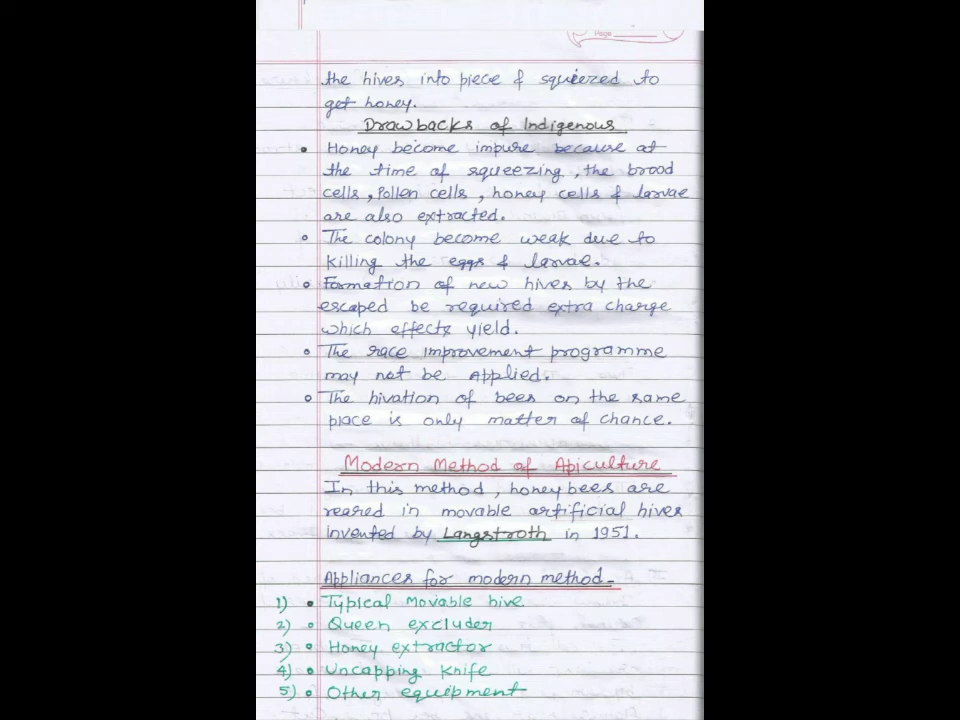 Page
the hives into piece & squeezed to
get honey.
Drawbacks of Indigenous
• Honey become impure because at
the time of squeezing, the brood
cells, Pollen cells, honey cells & larvae
are also extracted.
• The colony become weak due to
killing the eggs & larvae.
• Formation of new hives by the
escaped be required extra charge
which effects yield.
• The race improvement programme
may not be Applied.
• The hivation of bees on the same
place is only matter of chance.
Modern Method of Apiculture
In this method, honeybees are
reared in movable artificial hives
invented by Langstroth in 1951.
Appliances for modern method-
1) • Typical Movable hive
2) • Queen excluder
3) • Honey extractor
4) • Uncapping Knife
5) • Other equipment